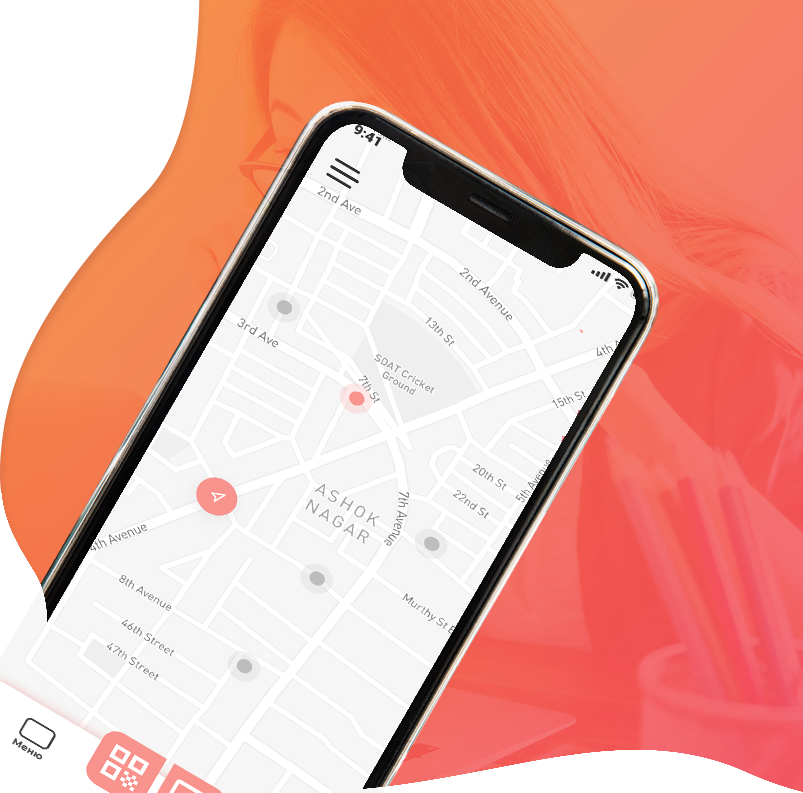 9:41
2nd Ave
2nd Avenue
13th St
3rd Ave
SDAT Cricket
Ground
7th St
15th St
20th St
22nd St
5th Avenue
ASHOK
NAGAR
7th Avenue
4th Avenue
8th Avenue
46th Street
47th Street
Murthy St
Меню